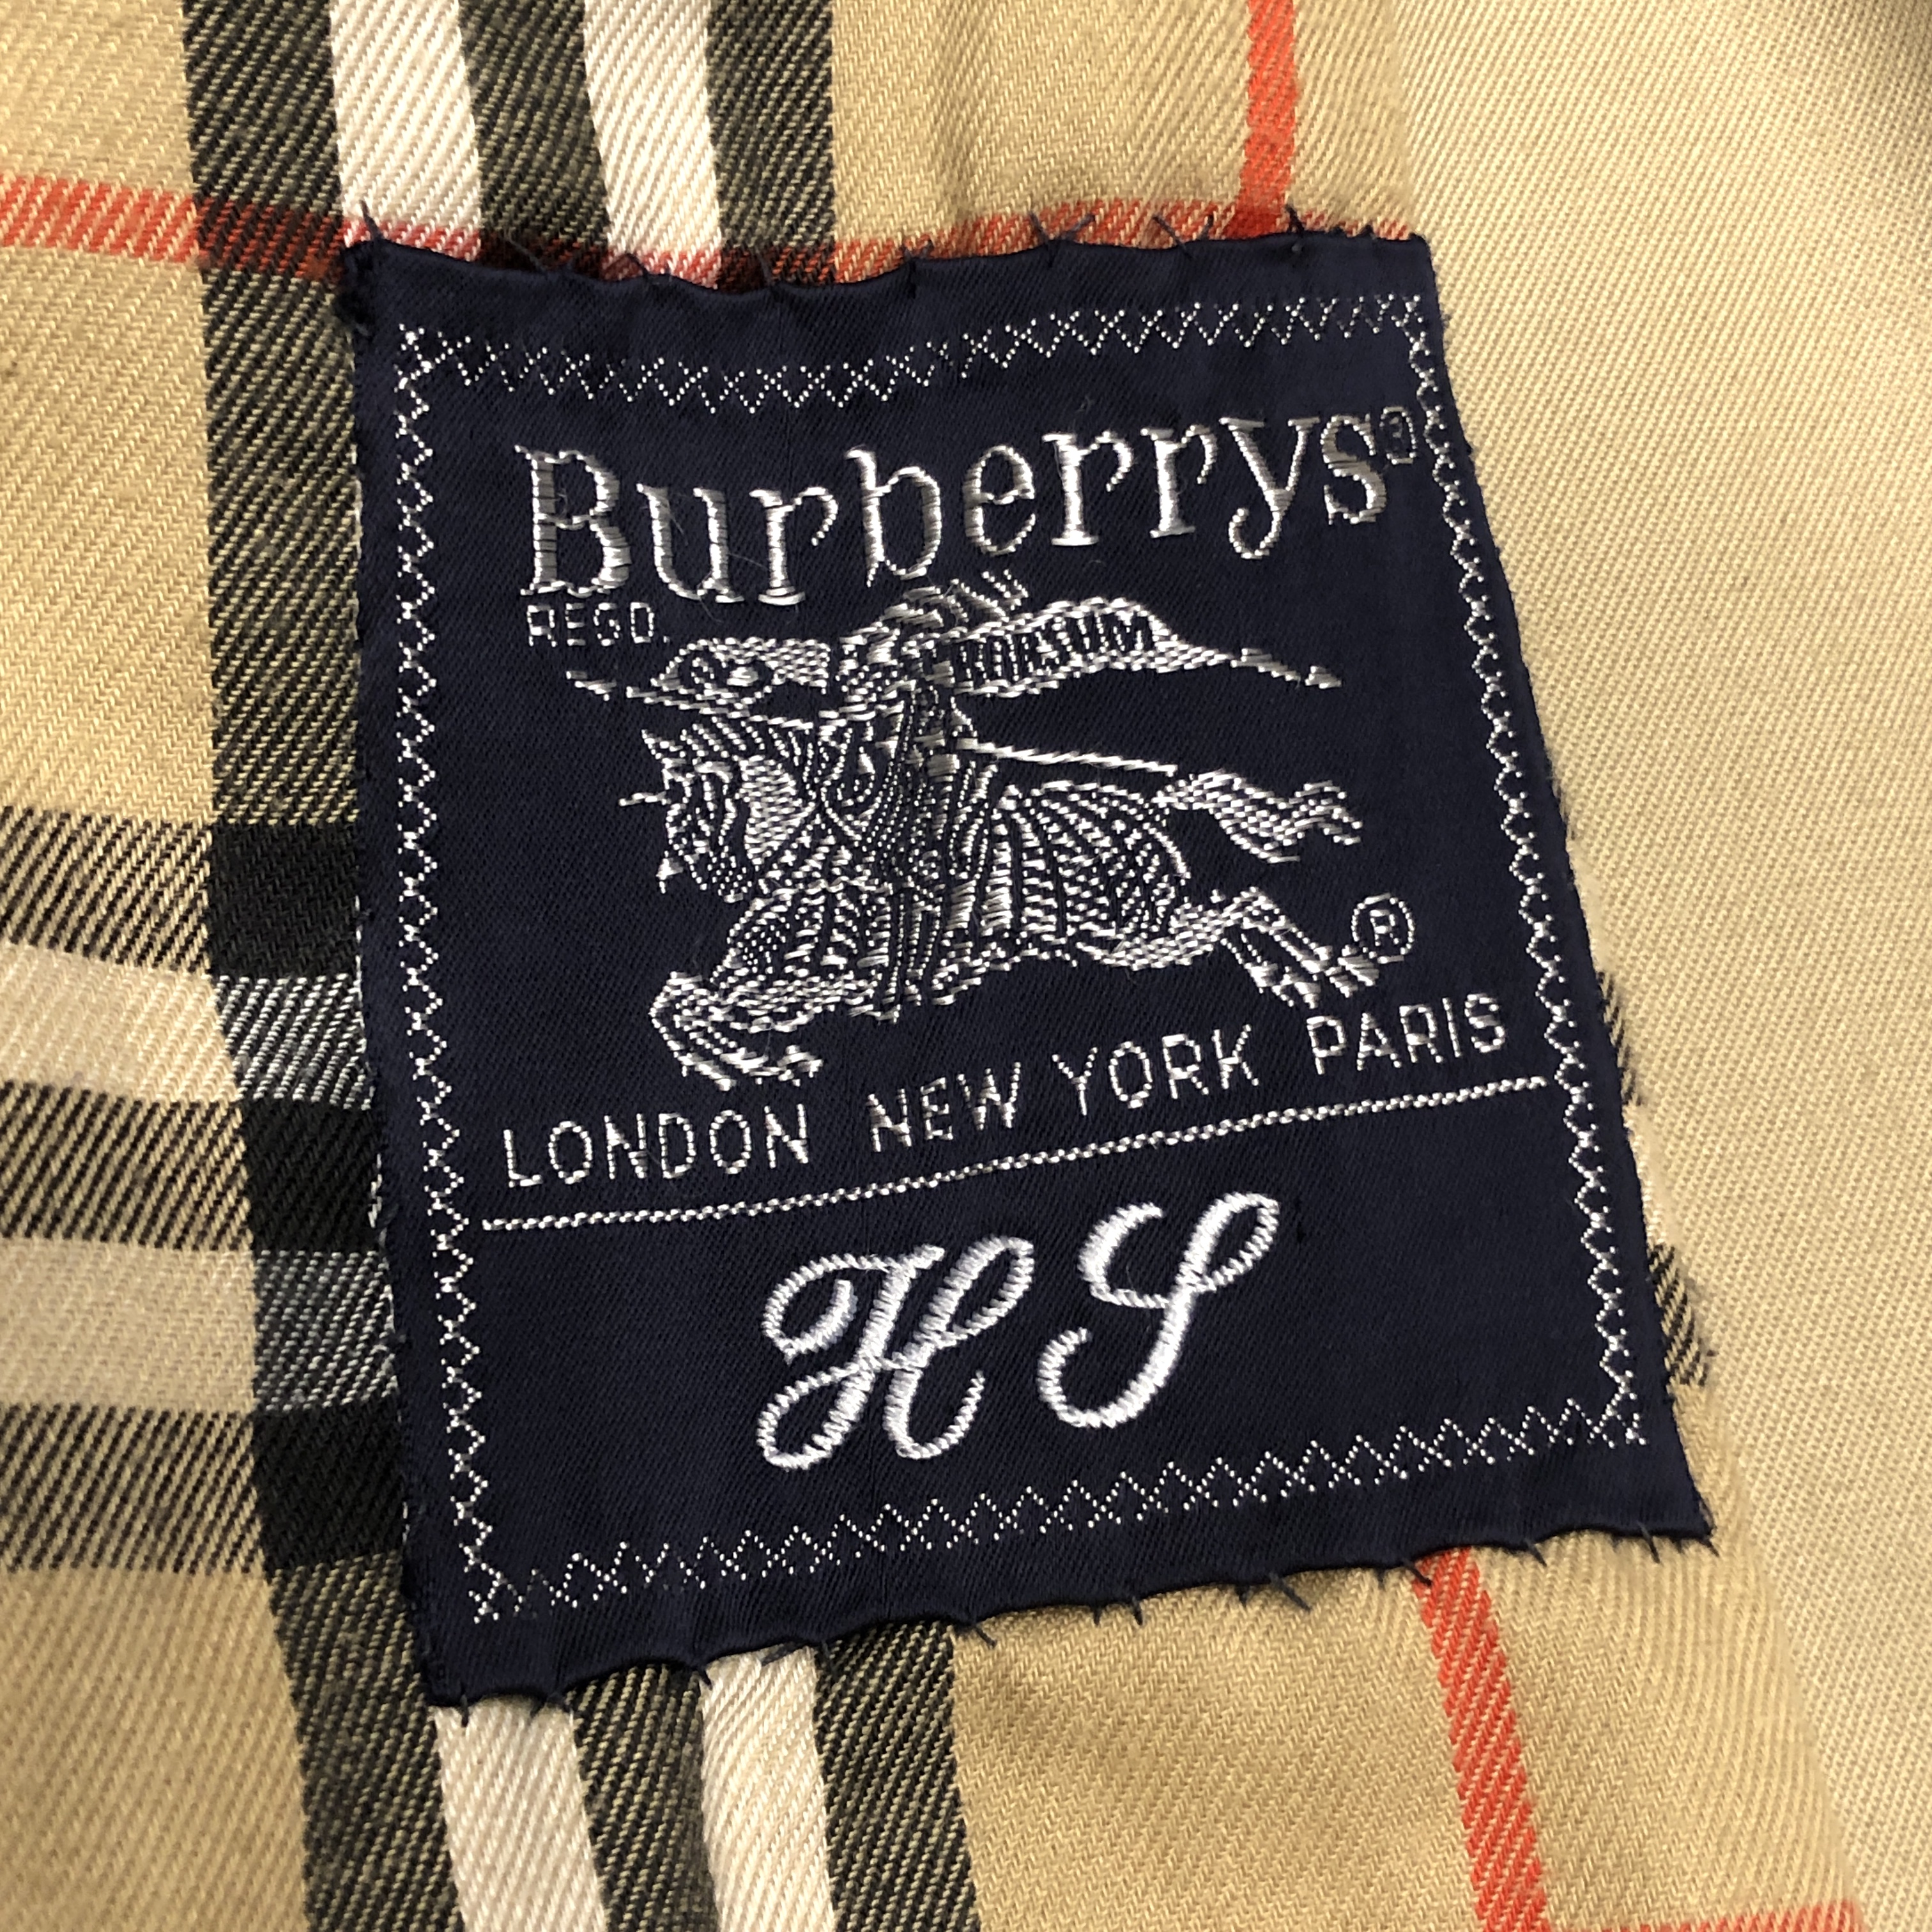 Burberrys®
REGD.
PRORSUM
®
LONDON NEW YORK PARIS
HS